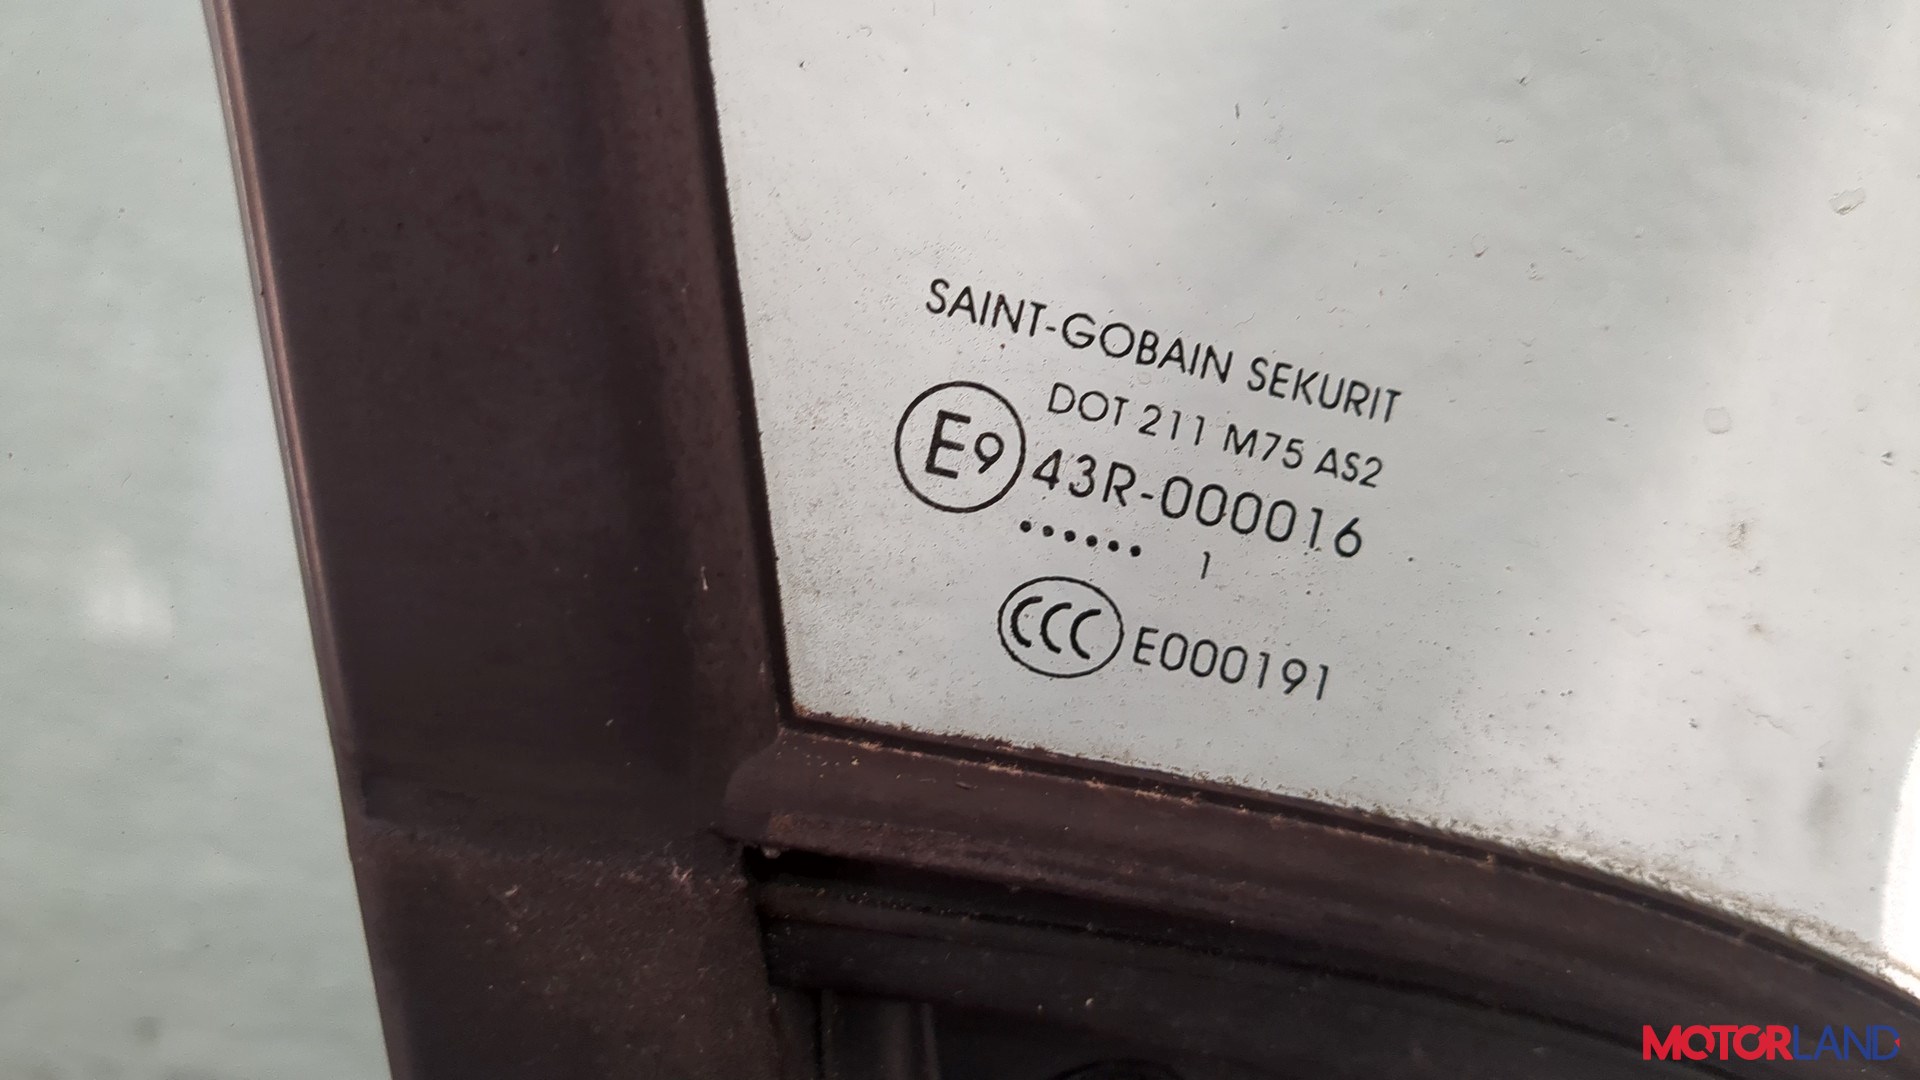 SAINT-GOBAIN SEKURIT
DOT 211 M75 AS2
E9 43R-000016
...... 1
CCC E000191
MOTORLAND